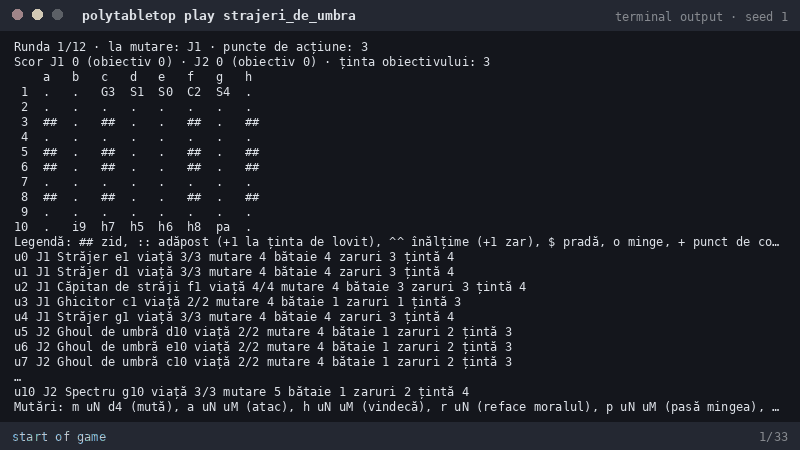 polytabletop play strajeri_de_umbra
terminal output · seed 1
Runda 1/12 · la mutare: J1 · puncte de acțiune: 3
Scor J1 0 (obiectiv 0) · J2 0 (obiectiv 0) · ținta obiectivului: 3
a b c d e f g h
1 . . G3 S1 S0 C2 S4 .
2 . . . . . . . .
3 ## . ## . . ## . ##
4 . . . . . . . .
5 ## . ## . . ## . ##
6 ## . ## . . ## . ##
7 . . . . . . . .
8 ## . ## . . ## . ##
9 . . . . . . . .
10 . i9 h7 h5 h6 h8 pa .
Legendă: ## zid, :: adăpost (+1 la ținta de lovit), ^^ înălțime (+1 zar), $ pradă, o minge, + punct de co…
u0 J1 Străjer e1 viață 3/3 mutare 4 bătaie 4 zaruri 3 țintă 4
u1 J1 Străjer d1 viață 3/3 mutare 4 bătaie 4 zaruri 3 țintă 4
u2 J1 Căpitan de străji f1 viață 4/4 mutare 4 bătaie 3 zaruri 3 țintă 4
u3 J1 Ghicitor c1 viață 2/2 mutare 4 bătaie 1 zaruri 1 țintă 3
u4 J1 Străjer g1 viață 3/3 mutare 4 bătaie 4 zaruri 3 țintă 4
u5 J2 Ghoul de umbră d10 viață 2/2 mutare 4 bătaie 1 zaruri 2 țintă 3
u6 J2 Ghoul de umbră e10 viață 2/2 mutare 4 bătaie 1 zaruri 2 țintă 3
u7 J2 Ghoul de umbră c10 viață 2/2 mutare 4 bătaie 1 zaruri 2 țintă 3
…
u10 J2 Spectru g10 viață 3/3 mutare 5 bătaie 1 zaruri 2 țintă 4
Mutări: m uN d4 (mută), a uN uM (atac), h uN uM (vindecă), r uN (reface moralul), p uN uM (pasă mingea), …
start of game
1/33